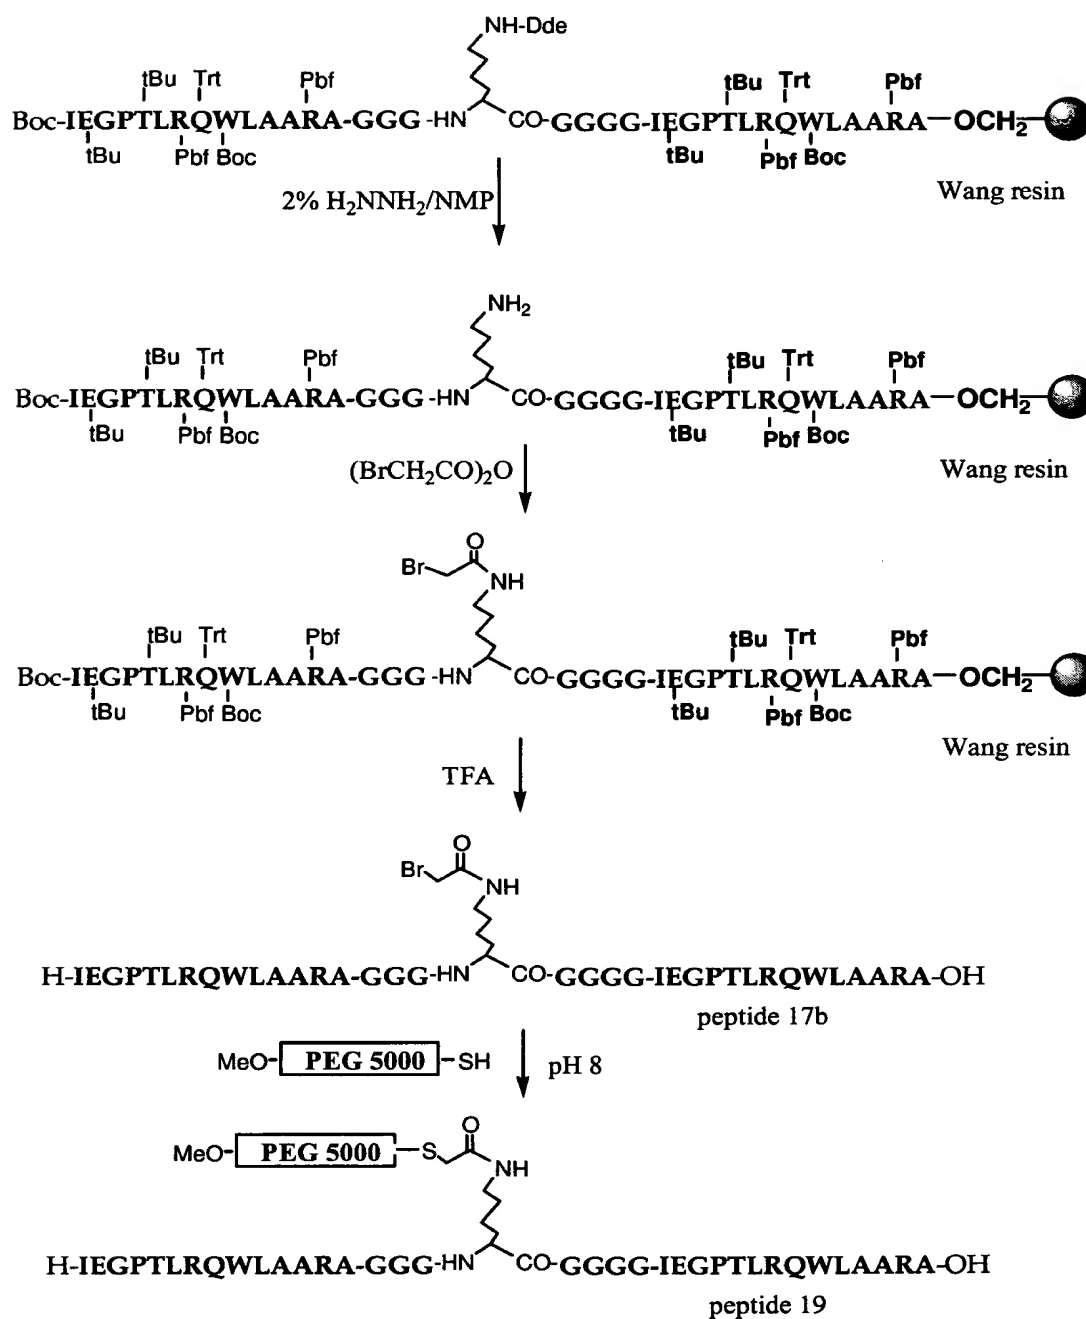 NH-Dde
tBu Trt Pbf tBu Trt Pbf
Boc-IEGPTLRQWLAARA-GGG-HN CO-GGGG-IEGPTLRQWLAARA-OCH₂
tBu Pbf Boc tBu Pbf Boc
2% H₂NNH₂/NMP
Wang resin
NH₂
tBu Trt Pbf tBu Trt Pbf
Boc-IEGPTLRQWLAARA-GGG-HN CO-GGGG-IEGPTLRQWLAARA-OCH₂
tBu Pbf Boc tBu Pbf Boc
(BrCH₂CO)₂O
Wang resin
O
Br NH
tBu Trt Pbf tBu Trt Pbf
Boc-IEGPTLRQWLAARA-GGG-HN CO-GGGG-IEGPTLRQWLAARA-OCH₂
tBu Pbf Boc tBu Pbf Boc
Wang resin
TFA
O
Br NH
H-IEGPTLRQWLAARA-GGG-HN CO-GGGG-IEGPTLRQWLAARA-OH
peptide 17b
MeO- PEG 5000 -SH pH 8
O
MeO- PEG 5000 -S NH
H-IEGPTLRQWLAARA-GGG-HN CO-GGGG-IEGPTLRQWLAARA-OH
peptide 19